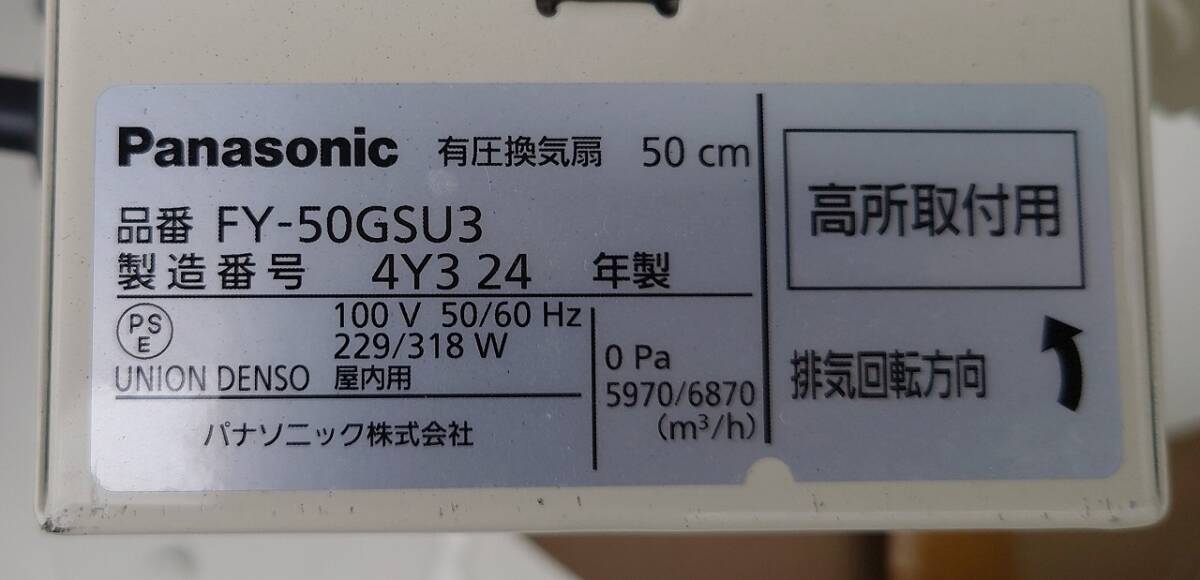 Panasonic 有圧換気扇 50 cm
品番 FY-50GSU3
製造番号 4Y3 24 年製
PS
E
100 V 50/60 Hz
229/318 W
UNION DENSO 屋内用
パナソニック株式会社
0 Pa
5970/6870
(m³/h)
高所取付用
排気回転方向